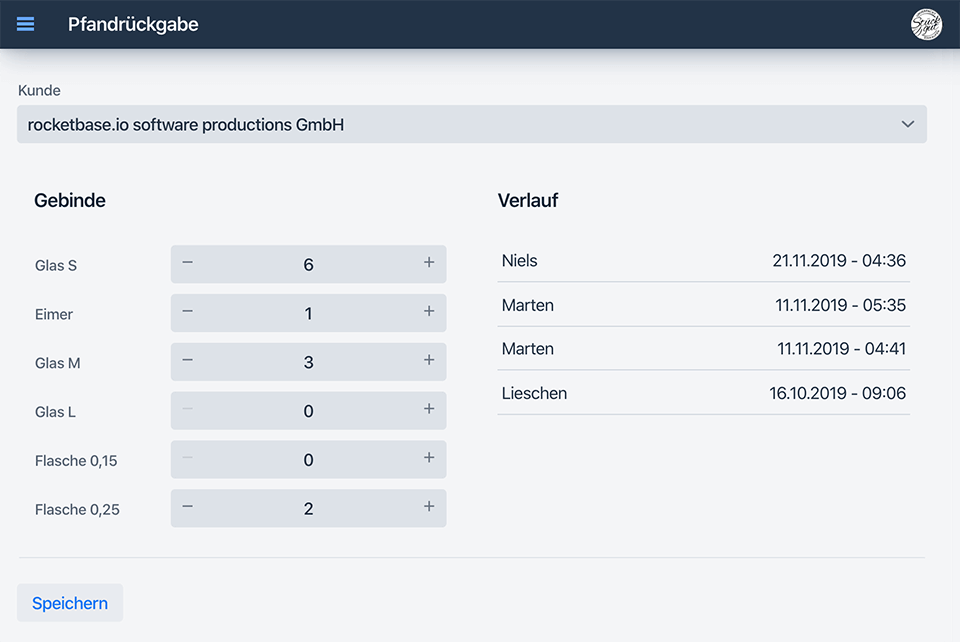 Pfandrückgabe
Kunde
rocketbase.io software productions GmbH
Gebinde
Glas S
− 6 +
Eimer
− 1 +
Glas M
− 3 +
Glas L
− 0 +
Flasche 0,15
− 0 +
Flasche 0,25
− 2 +
Verlauf
Niels 21.11.2019 - 04:36
Marten 11.11.2019 - 05:35
Marten 11.11.2019 - 04:41
Lieschen 16.10.2019 - 09:06
Speichern